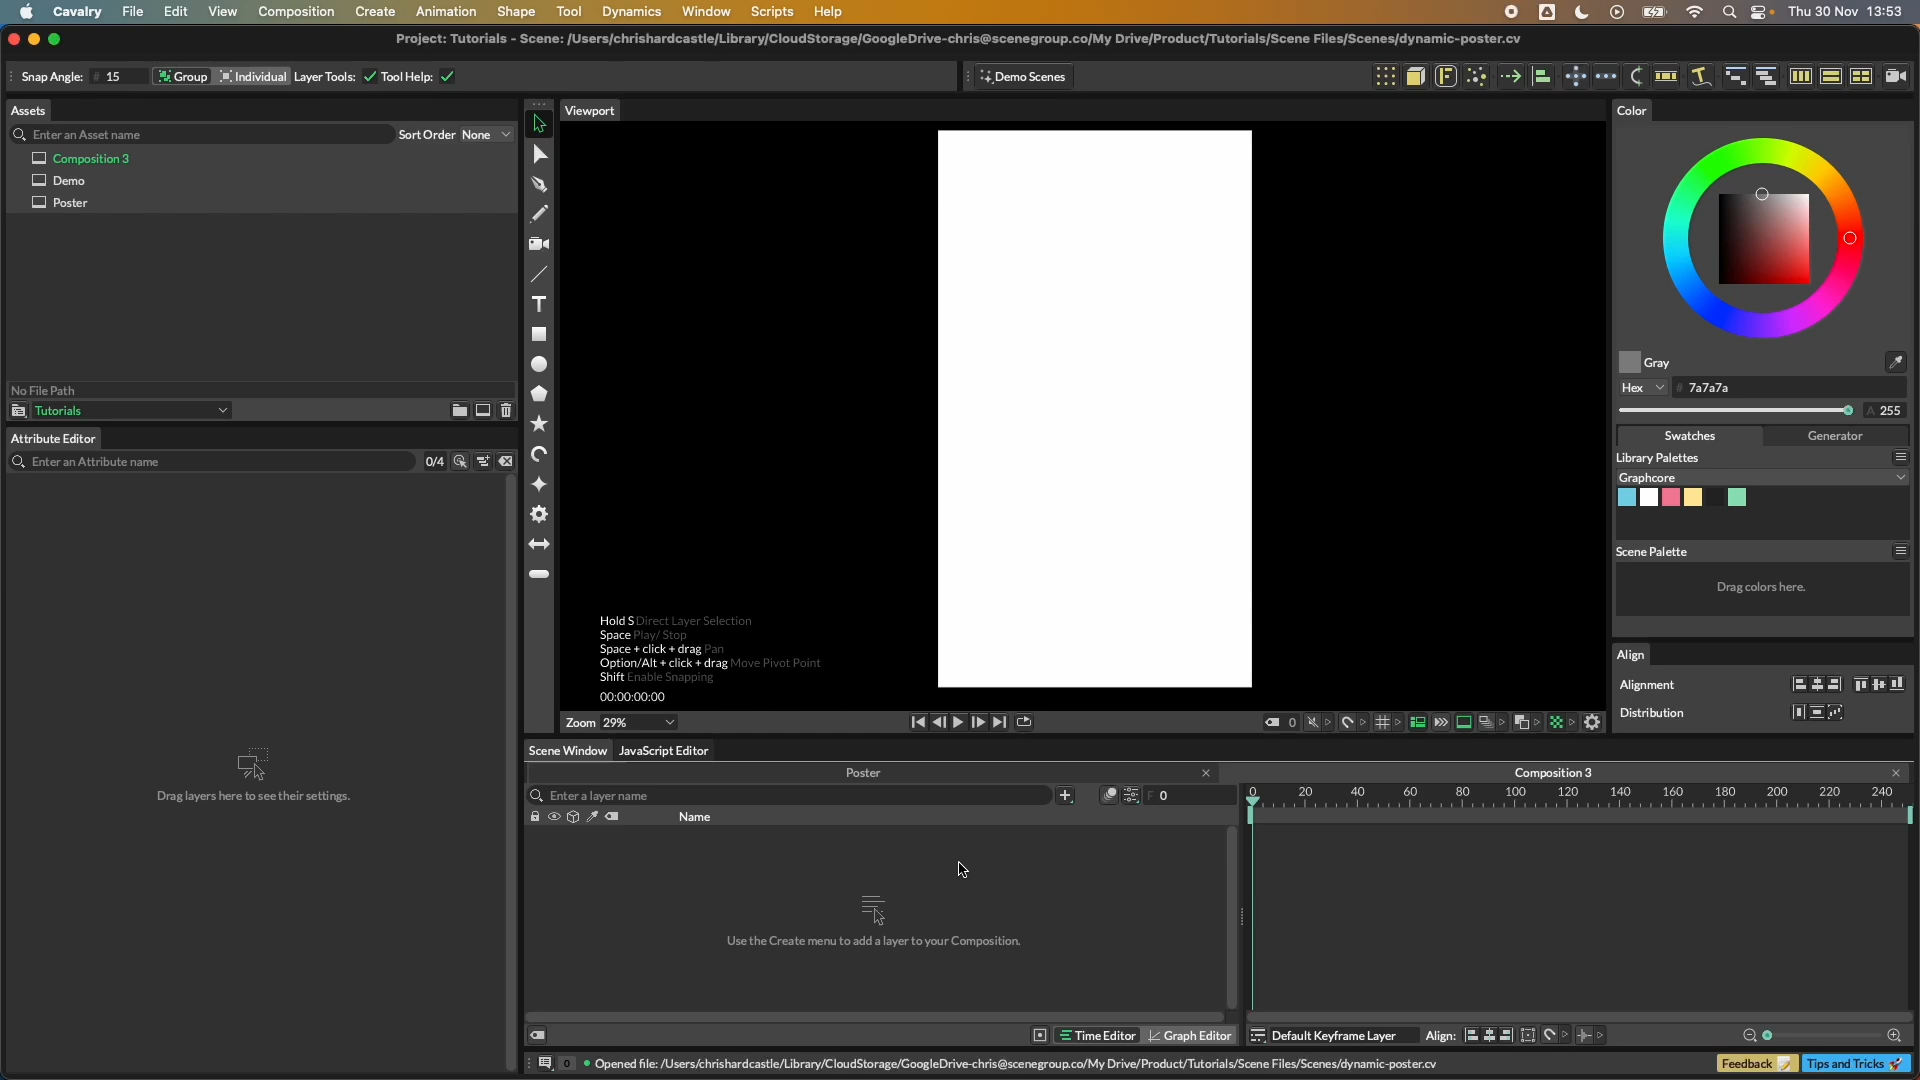 Cavalry File Edit View Composition Create Animation Shape Tool Dynamics Window Scripts Help Thu 30 Nov 13:53
Project: Tutorials - Scene: /Users/chrishardcastle/Library/CloudStorage/GoogleDrive-chris@scenegroup.co/My Drive/Product/Tutorials/Scene Files/Scenes/dynamic-poster.cv
Snap Angle: # 15 Group Individual Layer Tools: Tool Help: Demo Scenes
Assets
Enter an Asset name Sort Order None
Composition 3
Demo
Poster
No File Path
Tutorials
Attribute Editor
Enter an Attribute name 0/4
Drag layers here to see their settings.
Viewport
Hold S Direct Layer Selection
Space Play/ Stop
Space + click + drag Pan
Option/Alt + click + drag Move Pivot Point
Shift Enable Snapping
00:00:00:00
Zoom 29% 0
Color
Gray
Hex # 7a7a7a
A 255
Swatches Generator
Library Palettes
Graphcore
Scene Palette
Drag colors here.
Align
Alignment
Distribution
Scene Window JavaScript Editor
Poster Composition 3
Enter a layer name F 0
0 20 40 60 80 100 120 140 160 180 200 220 240
Name
Use the Create menu to add a layer to your Composition.
Time Editor Graph Editor Default Keyframe Layer Align:
0 Opened file: /Users/chrishardcastle/Library/CloudStorage/GoogleDrive-chris@scenegroup.co/My Drive/Product/Tutorials/Scene Files/Scenes/dynamic-poster.cv Feedback Tips and Tricks